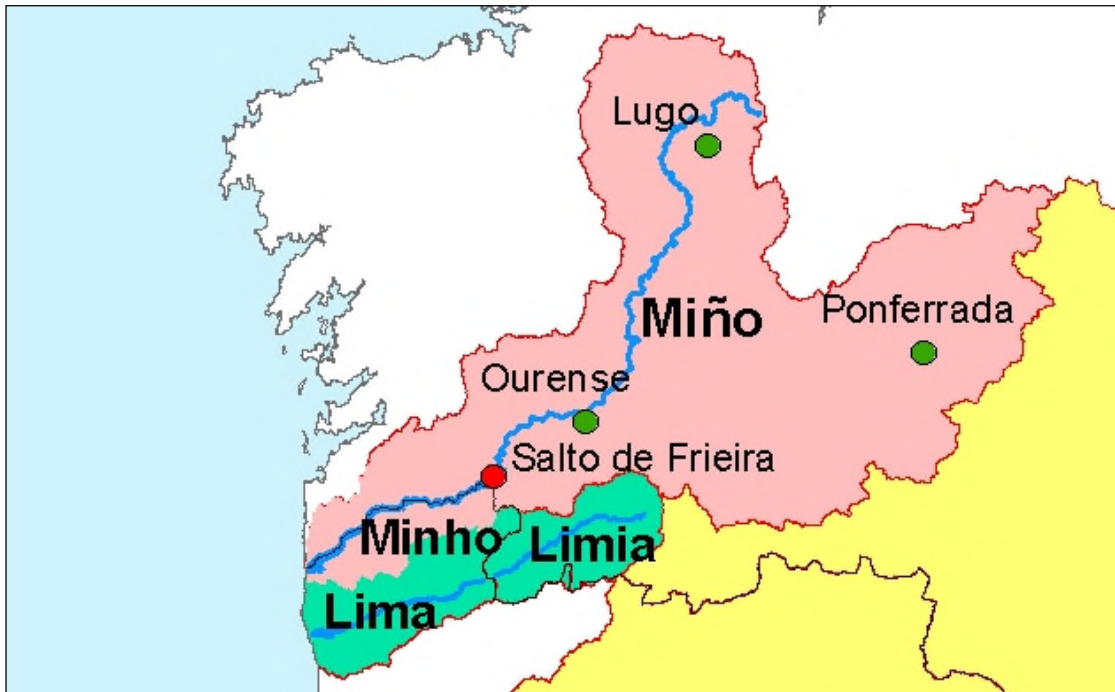 Lugo
Miño
Ponferrada
Ourense
Salto de Frieira
Minho
Limia
Lima